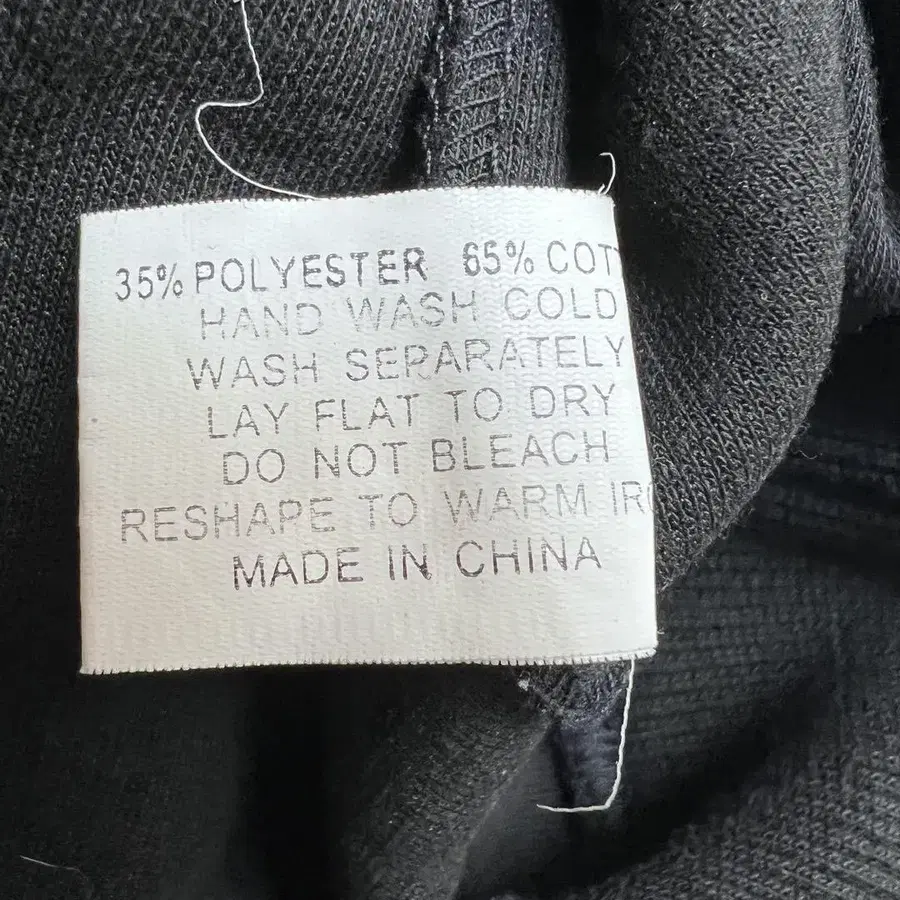 35% POLYESTER 65% COT
HAND WASH COLD
WASH SEPARATELY
LAY FLAT TO DRY
DO NOT BLEACH
RESHAPE TO WARM IR
MADE IN CHINA